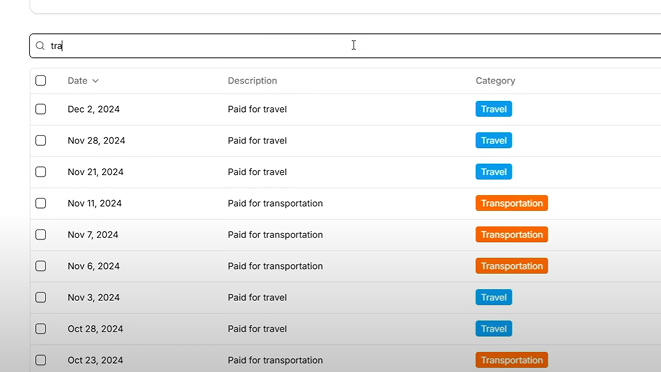 tra
Date Description Category
Dec 2, 2024 Paid for travel Travel
Nov 28, 2024 Paid for travel Travel
Nov 21, 2024 Paid for travel Travel
Nov 11, 2024 Paid for transportation Transportation
Nov 7, 2024 Paid for transportation Transportation
Nov 6, 2024 Paid for transportation Transportation
Nov 3, 2024 Paid for travel Travel
Oct 28, 2024 Paid for travel Travel
Oct 23, 2024 Paid for transportation Transportation